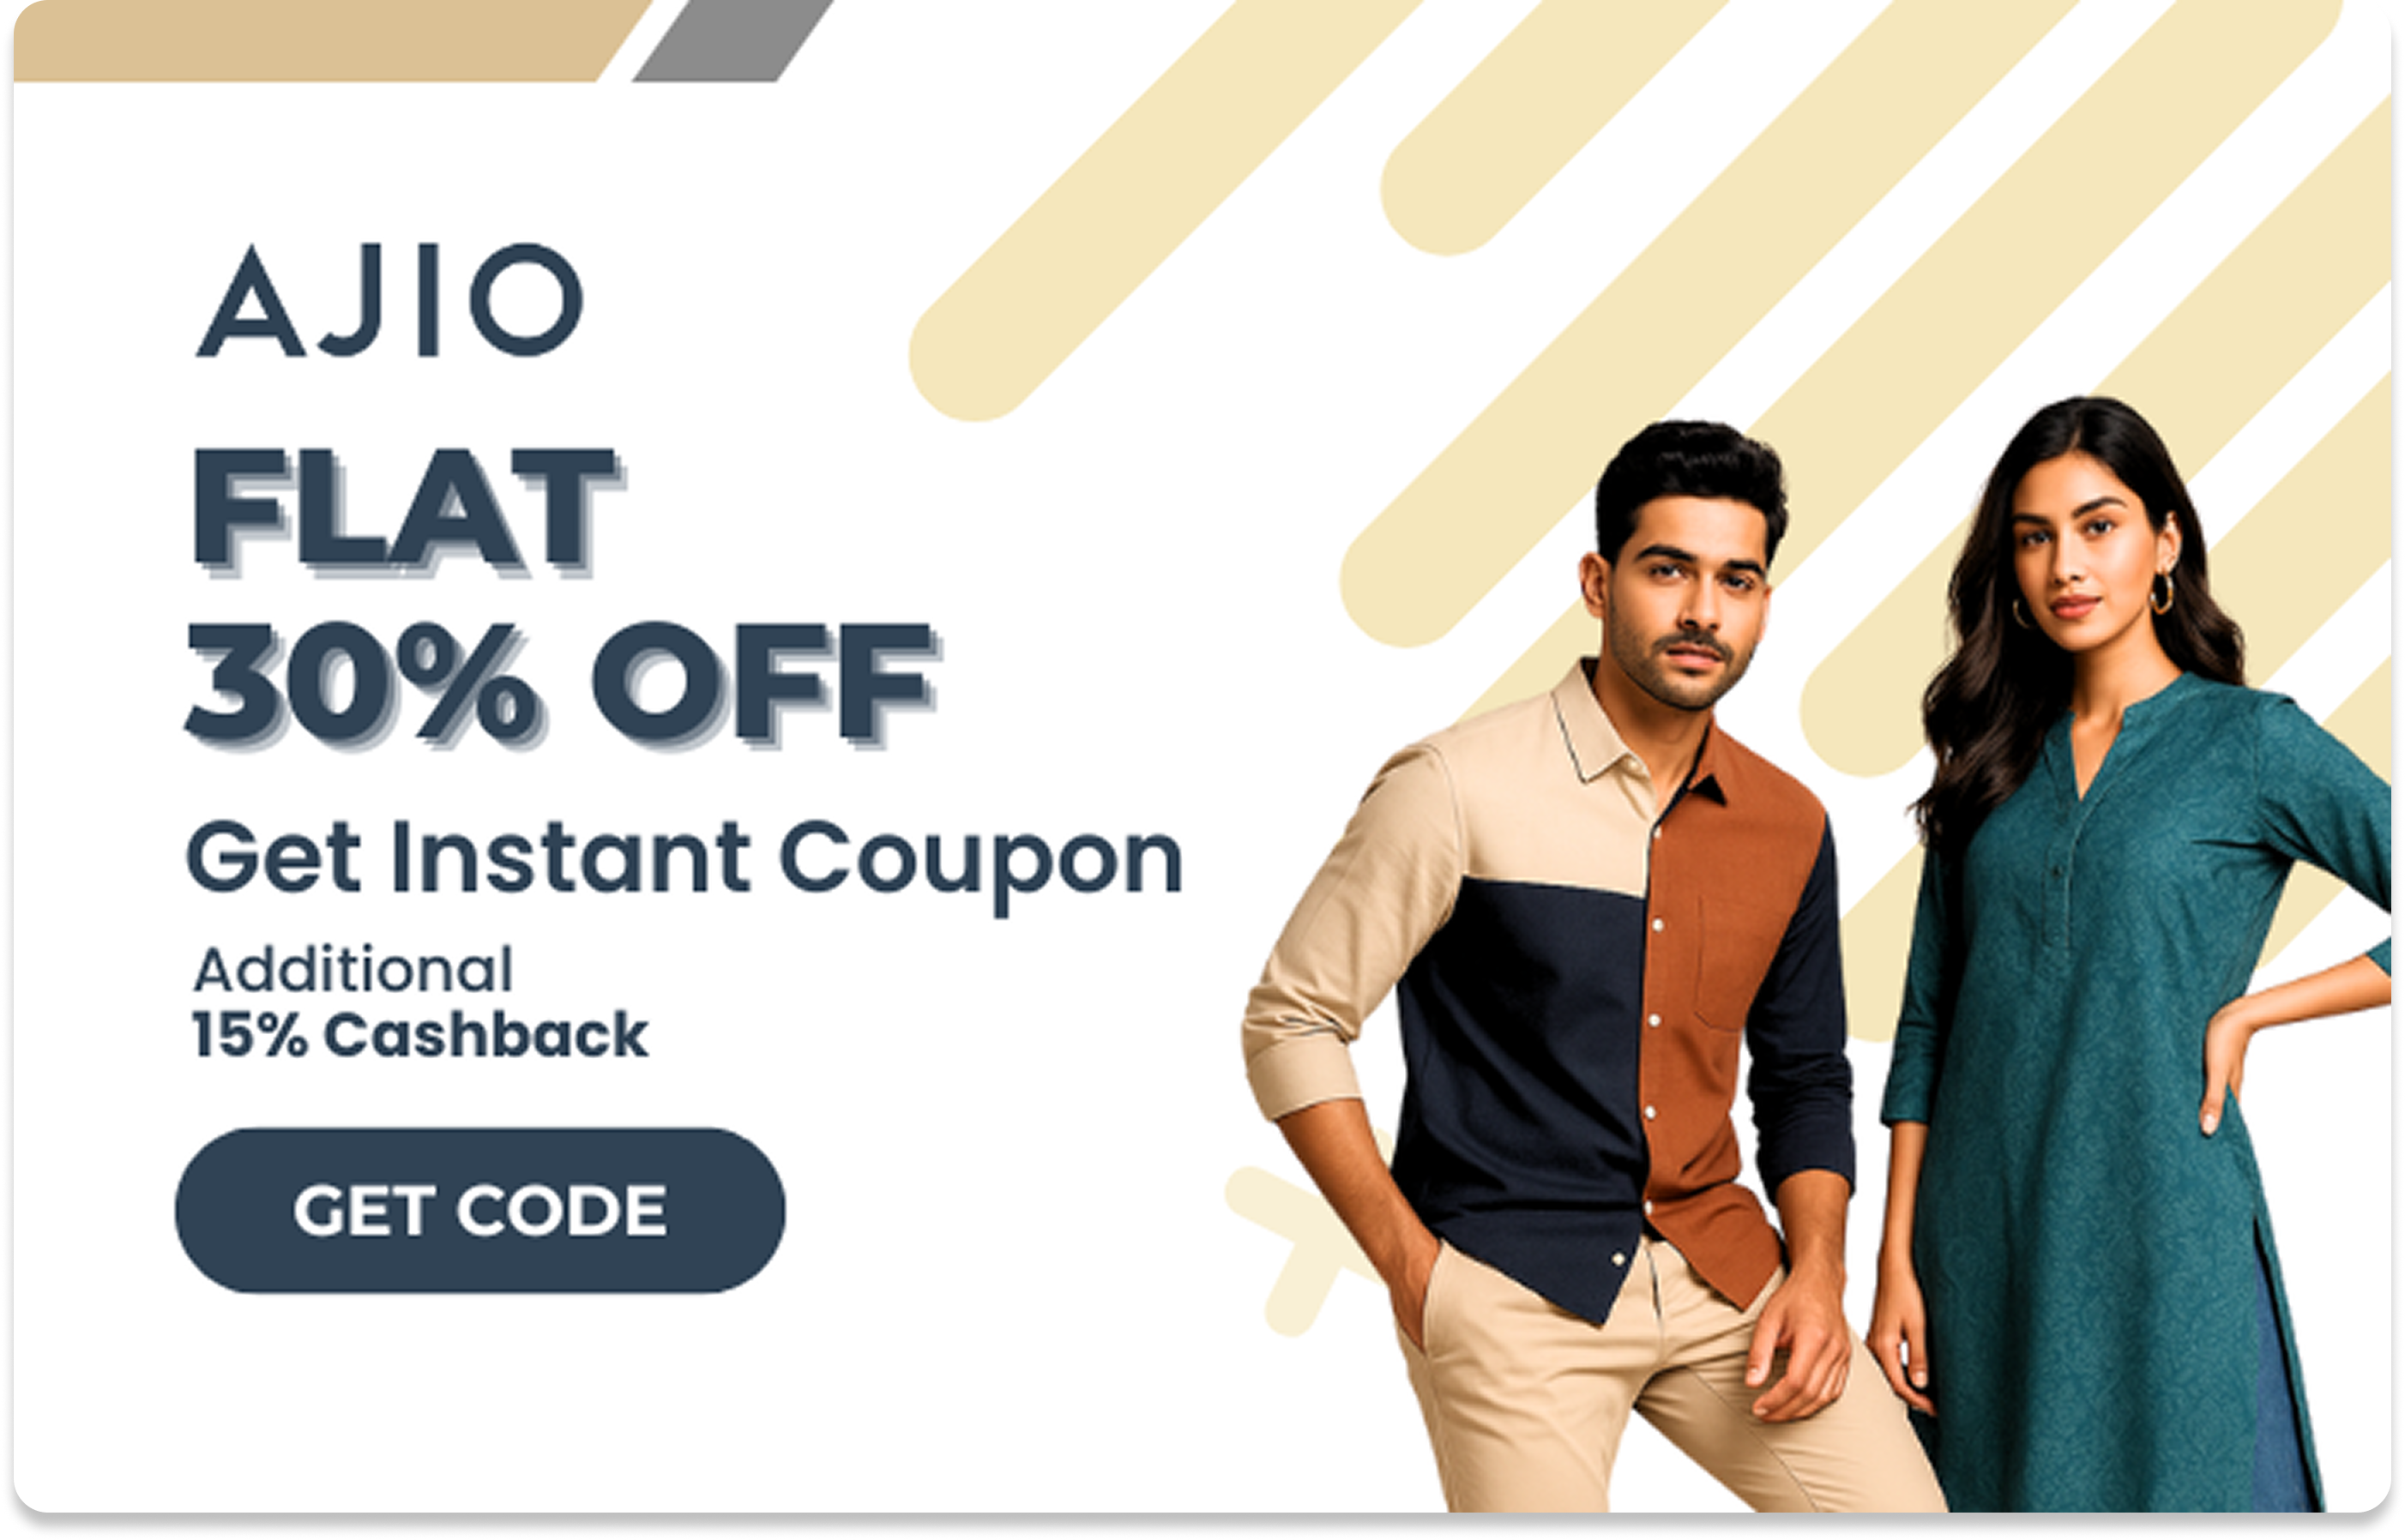 AJIO
FLAT
30% OFF
Get Instant Coupon
Additional
15% Cashback
GET CODE